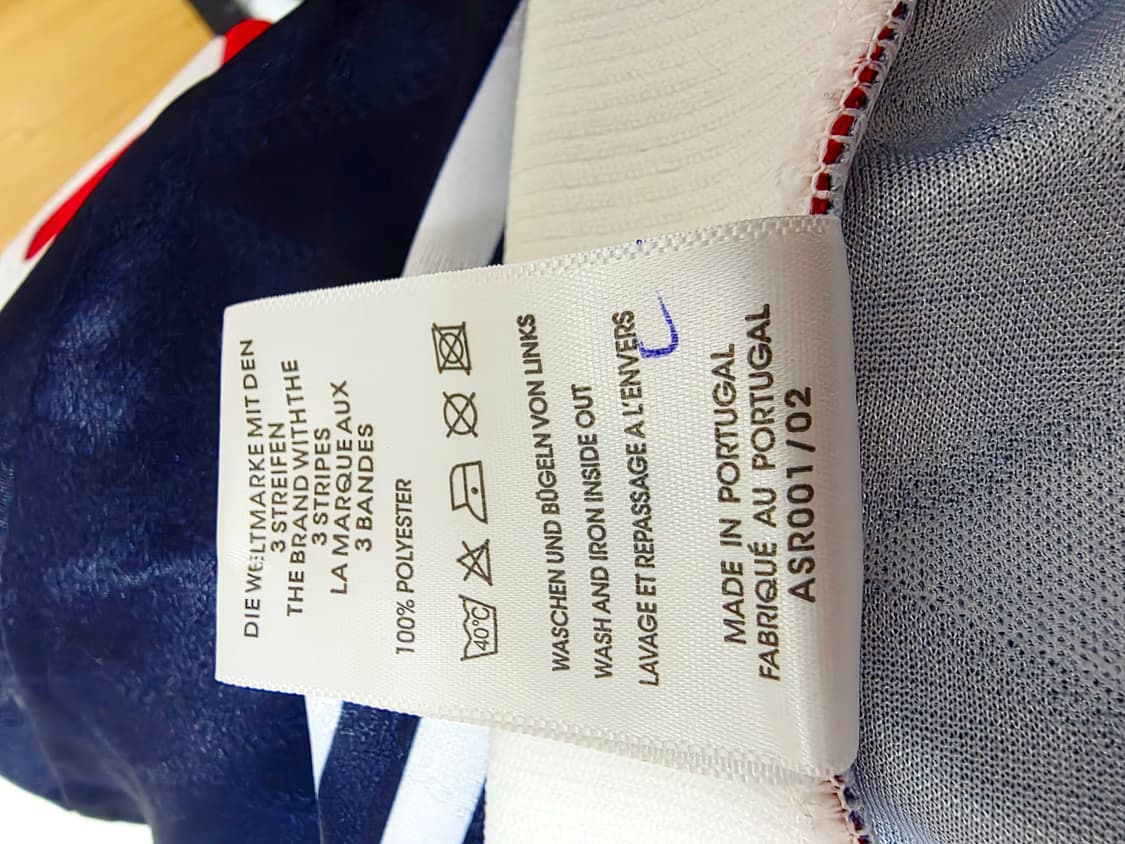 DIE WELTMARKE MIT DEN
3 STREIFEN
THE BRAND WITH THE
3 STRIPES
LA MARQUE AUX
3 BANDES
100% POLYESTER
40°C
WASCHEN UND BÜGELN VON LINKS
WASH AND IRON INSIDE OUT
LAVAGE ET REPASSAGE A L'ENVERS
MADE IN PORTUGAL
FABRIQUÉ AU PORTUGAL
ASR001/02